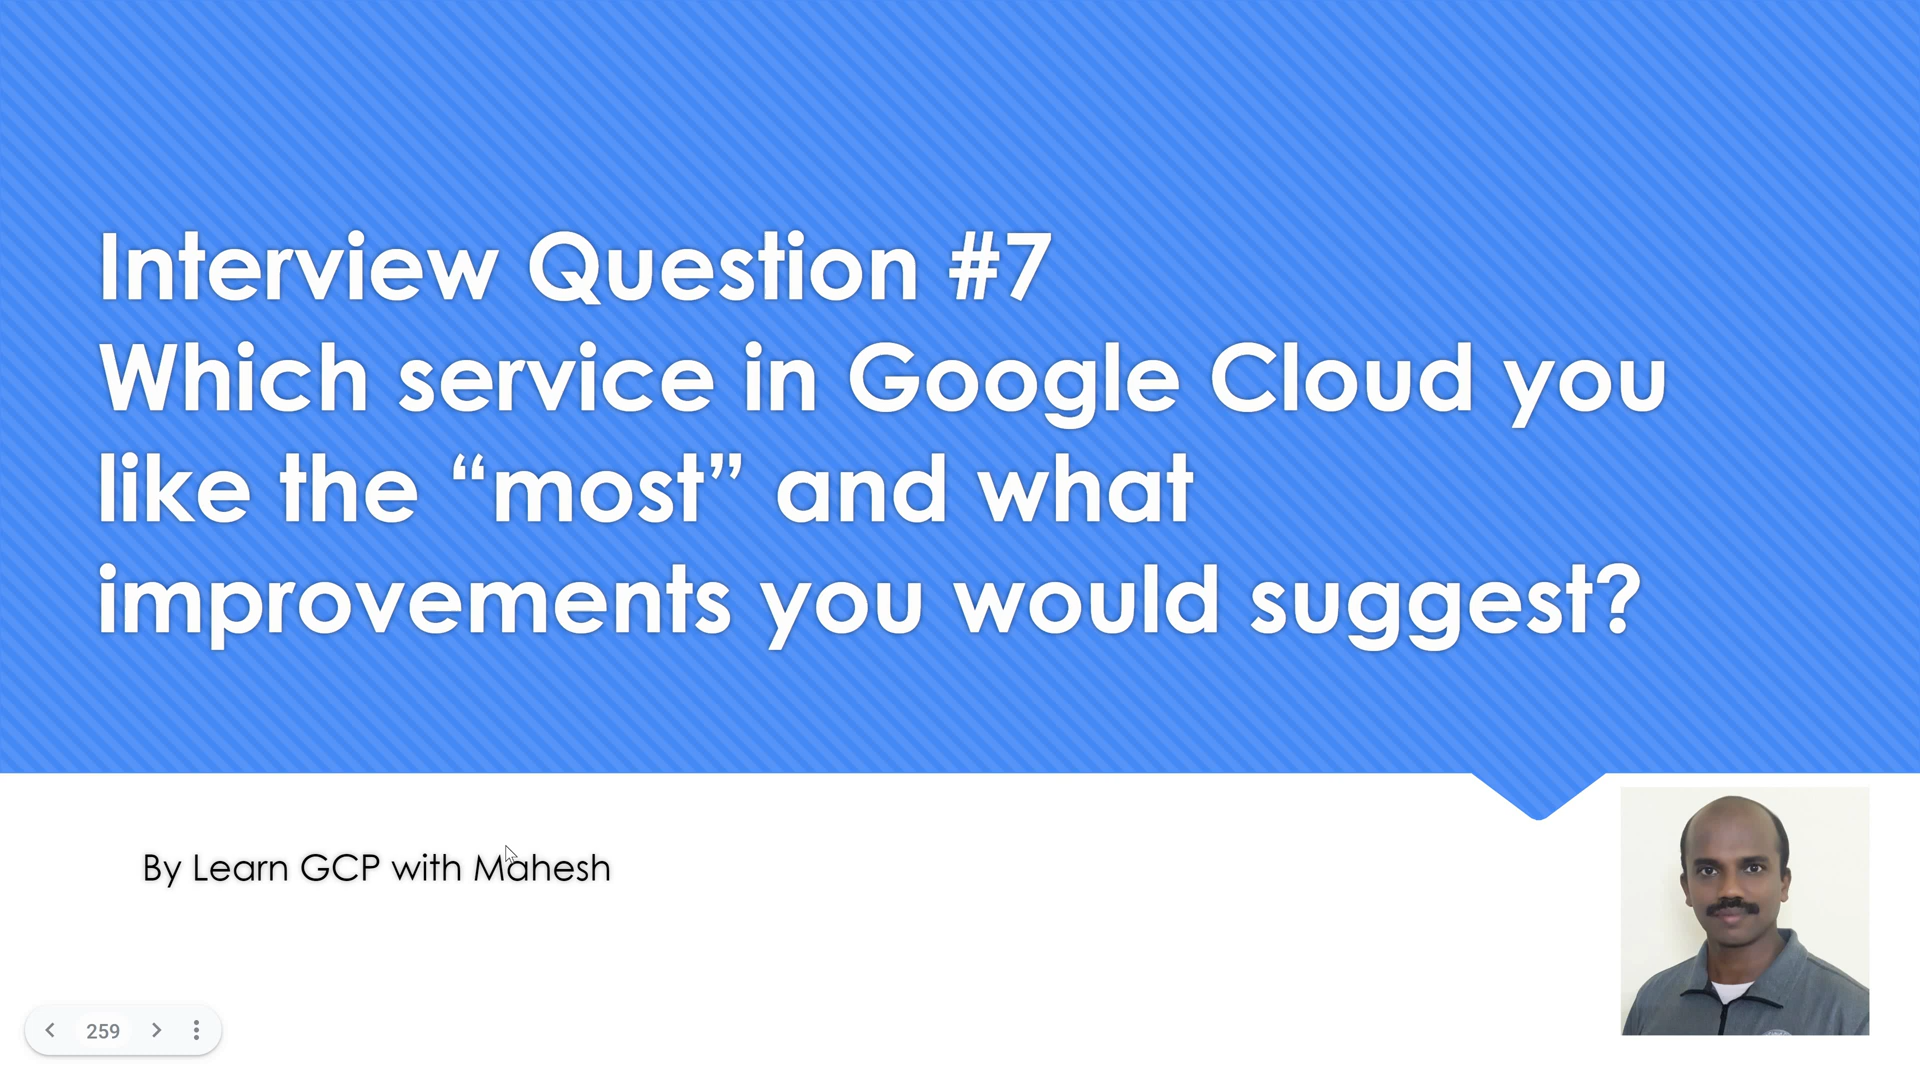 Interview Question #7
Which service in Google Cloud you
like the “most” and what
improvements you would suggest?
By Learn GCP with Mahesh
259